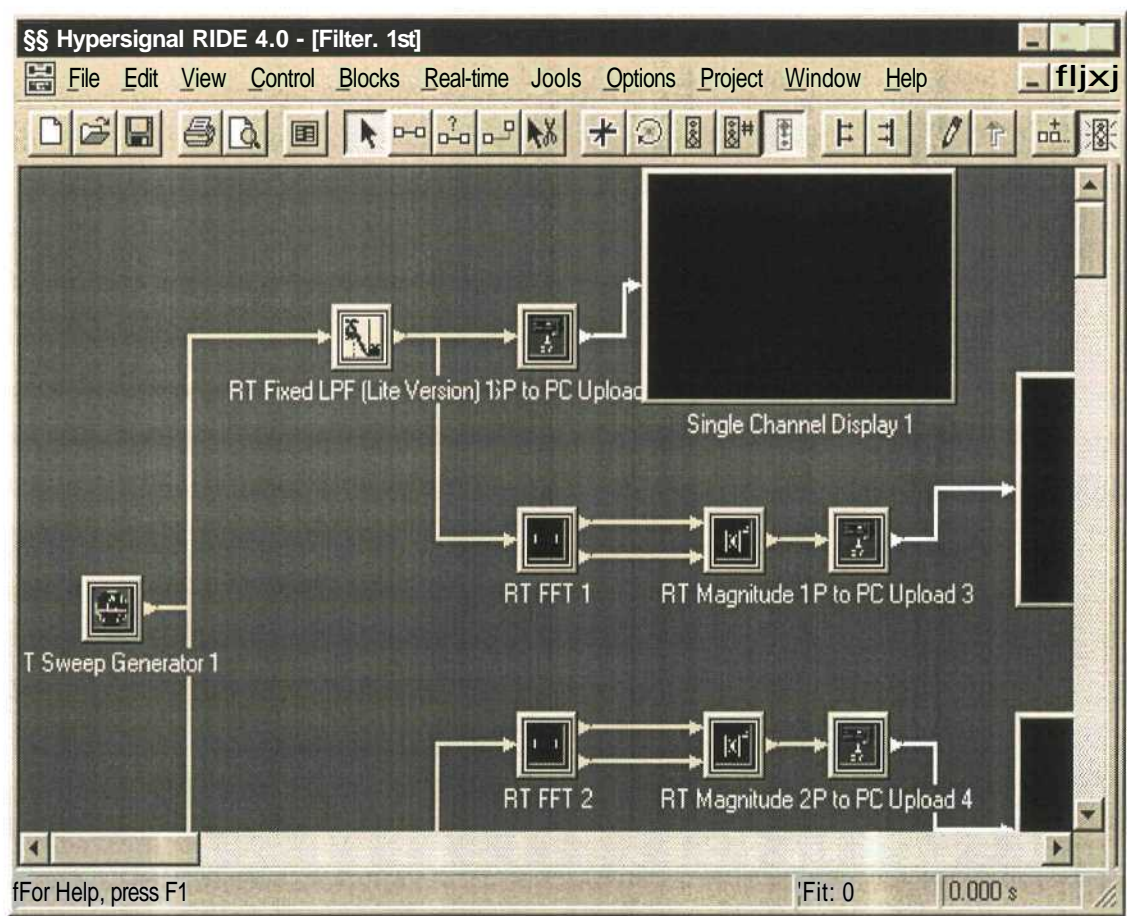 §§ Hypersignal RIDE 4.0 - [Filter. 1st]
File Edit View Control Blocks Real-time Jools Options Project Window Help
fljxj
RT Fixed LPF (Lite Version) 1
SP to PC Upload
Single Channel Display 1
RT FFT 1
RT Magnitude 1
P to PC Upload 3
T Sweep Generator 1
RT FFT 2
RT Magnitude 2
P to PC Upload 4
fFor Help, press F1
'Fit: 0
0.000 s